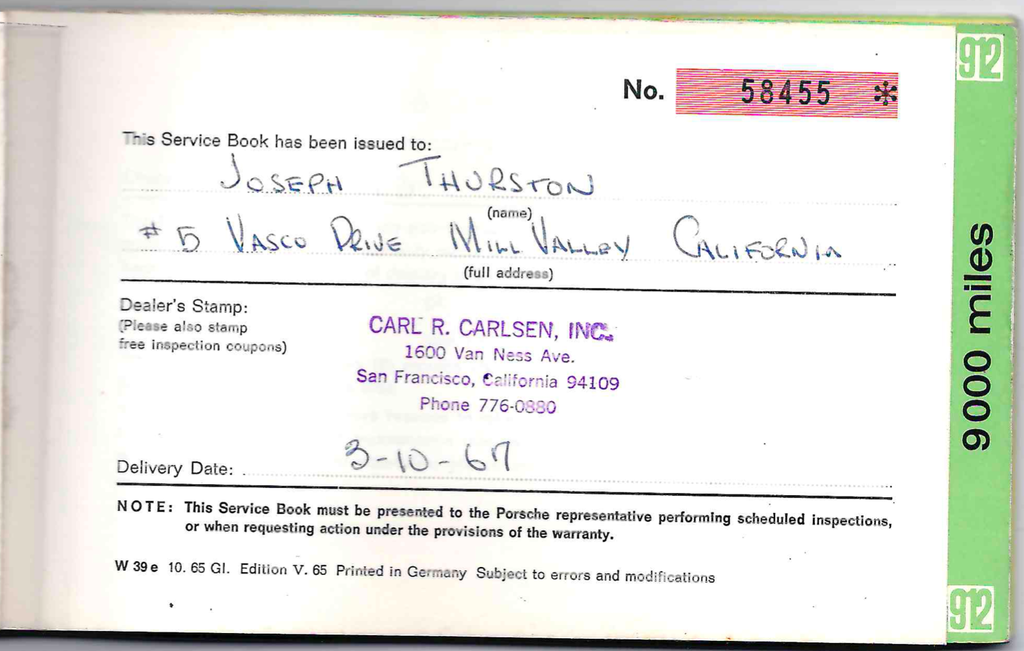 912
No. 58455 *
This Service Book has been issued to:
JOSEPH THURSTON
(name)
# 5 VASCO DRIVE MILL VALLEY CALIFORNIA
(full address)
Dealer's Stamp:
(Please also stamp
free inspection coupons)
CARL R. CARLSEN, INC.
1600 Van Ness Ave.
San Francisco, California 94109
Phone 776-0880
Delivery Date: 3-10-67
NOTE: This Service Book must be presented to the Porsche representative performing scheduled inspections,
or when requesting action under the provisions of the warranty.
W 39 e 10. 65 Gl. Edition V. 65 Printed in Germany Subject to errors and modifications
9000 miles
912